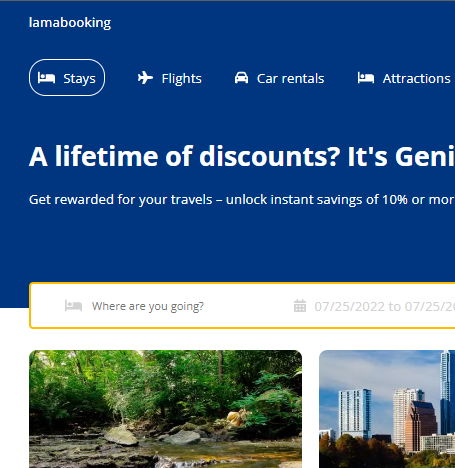 lamabooking
Stays Flights Car rentals Attractions
A lifetime of discounts? It's Geni
Get rewarded for your travels – unlock instant savings of 10% or mor
Where are you going? 07/25/2022 to 07/25/20